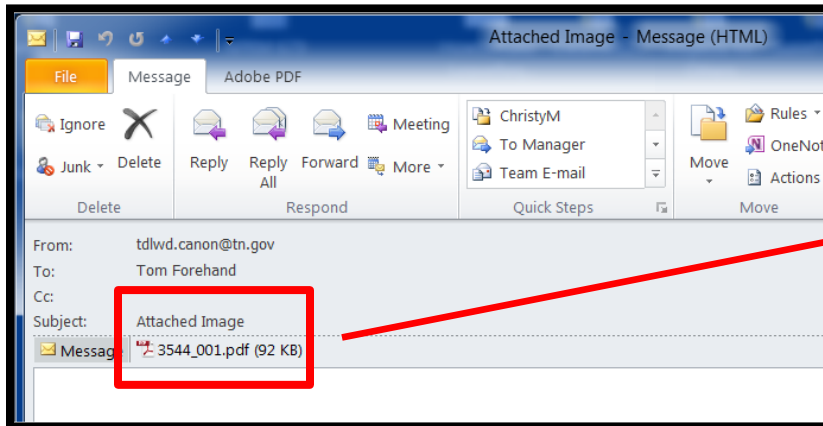 Attached Image - Message (HTML)
File Message Adobe PDF
Ignore
Junk
Delete
Reply
Reply All
Forward
Meeting
More
ChristyM
To Manager
Team E-mail
Move
Rules
OneNot
Actions
Delete Respond Quick Steps Move
From: tdlwd.canon@tn.gov
To: Tom Forehand
Cc:
Subject: Attached Image
Message 3544_001.pdf (92 KB)